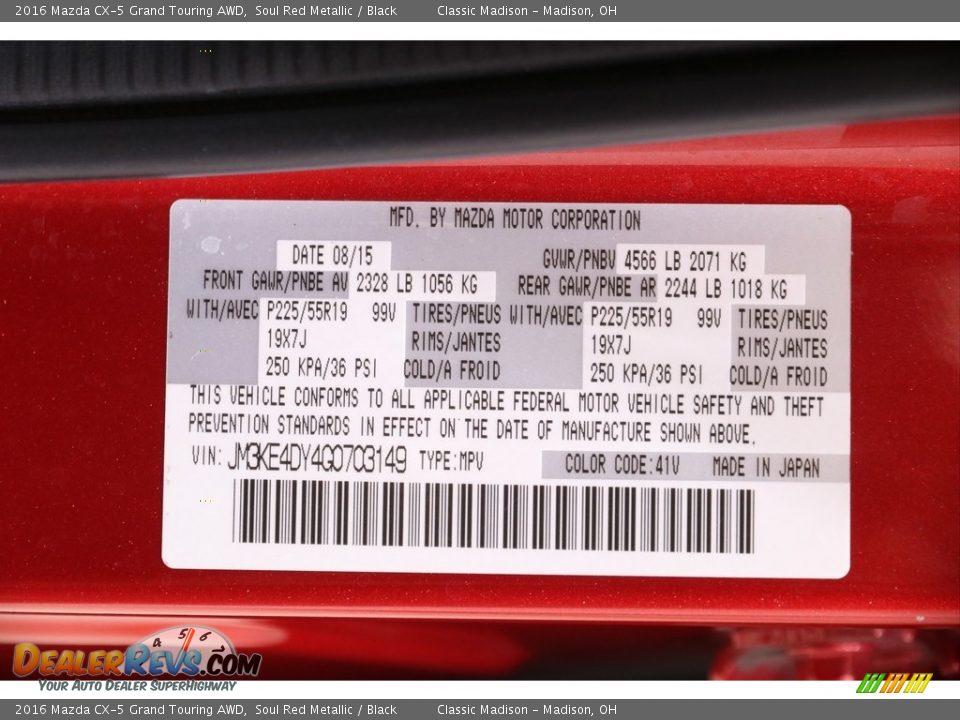 2016 Mazda CX-5 Grand Touring AWD, Soul Red Metallic / Black Classic Madison - Madison, OH
MFD. BY MAZDA MOTOR CORPORATION
DATE 08/15 GVWR/PNBV 4566 LB 2071 KG
FRONT GAWR/PNBE AV 2328 LB 1056 KG REAR GAWR/PNBE AR 2244 LB 1018 KG
WITH/AVEC P225/55R19 99V TIRES/PNEUS WITH/AVEC P225/55R19 99V TIRES/PNEUS
19X7J RIMS/JANTES 19X7J RIMS/JANTES
250 KPA/36 PSI COLD/A FROID 250 KPA/36 PSI COLD/A FROID
THIS VEHICLE CONFORMS TO ALL APPLICABLE FEDERAL MOTOR VEHICLE SAFETY AND THEFT
PREVENTION STANDARDS IN EFFECT ON THE DATE OF MANUFACTURE SHOWN ABOVE.
VIN: JM3KE4DY4G0703149 TYPE:MPV COLOR CODE:41V MADE IN JAPAN
4 5 6
DEALERREVS.COM
YOUR AUTO DEALER SUPERHIGHWAY
2016 Mazda CX-5 Grand Touring AWD, Soul Red Metallic / Black Classic Madison - Madison, OH